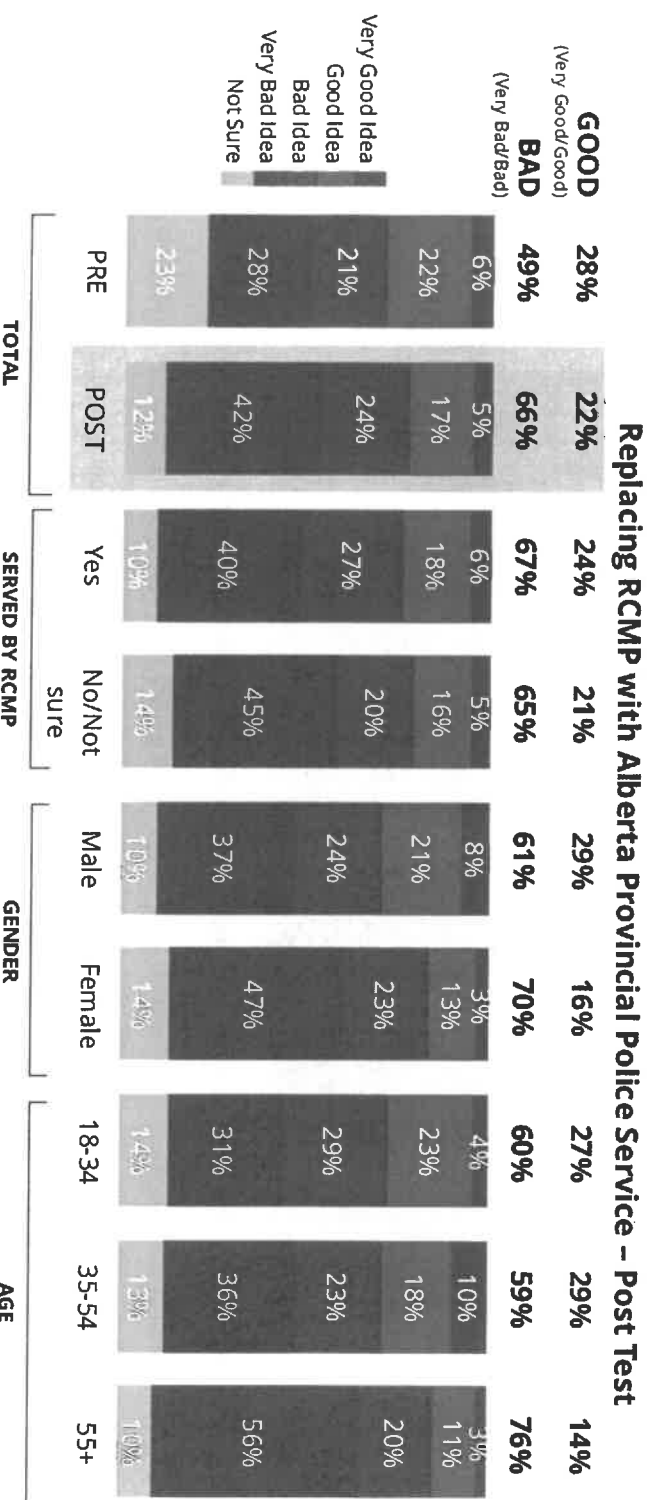 Replacing RCMP with Alberta Provincial Police Service – Post Test
GOOD 28% 22% 24% 21% 29% 16% 27% 29% 14%
(Very Good/Good)
BAD 49% 66% 67% 65% 61% 70% 60% 59% 76%
(Very Bad/Bad)
Very Good Idea 6% 5% 6% 5% 8% 3% 4% 10% 3%
Good Idea 22% 17% 18% 16% 21% 13% 23% 18% 11%
Bad Idea 21% 24% 27% 20% 24% 23% 29% 23% 20%
Very Bad Idea 28% 42% 40% 45% 37% 47% 31% 36% 56%
Not Sure 23% 12% 10% 14% 10% 14% 14% 13% 10%
PRE POST Yes No/Not Male Female 18-34 35-54 55+
sure
TOTAL SERVED BY RCMP GENDER AGE